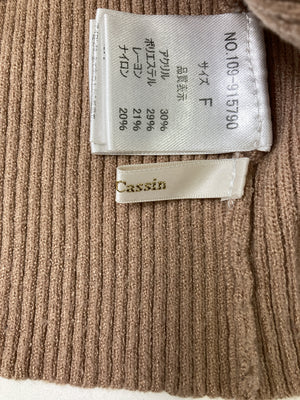 NO.109-915790
サイズ F
品質表示
アクリル 30%
ポリエステル 29%
レーヨン 21%
ナイロン 20%
Cassin